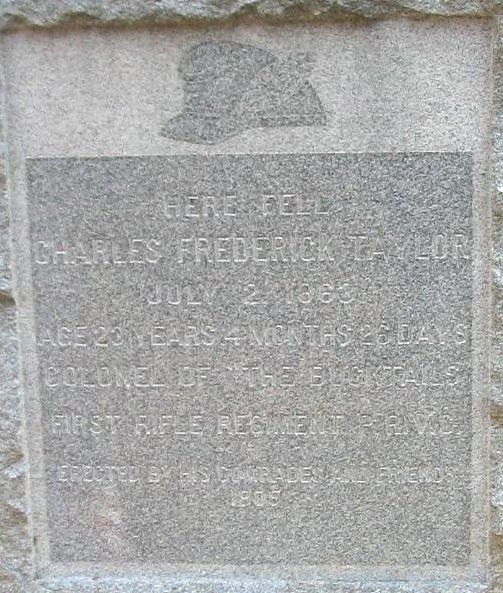 HERE FELL
CHARLES FREDERICK TAYLOR
JULY 2, 1863
AGE 23 YEARS 4 MONTHS 26 DAYS
COLONEL OF "THE BUCKTAILS"
FIRST RIFLE REGIMENT P.R.V.C.
ERECTED BY HIS COMRADES AND FRIENDS
1905